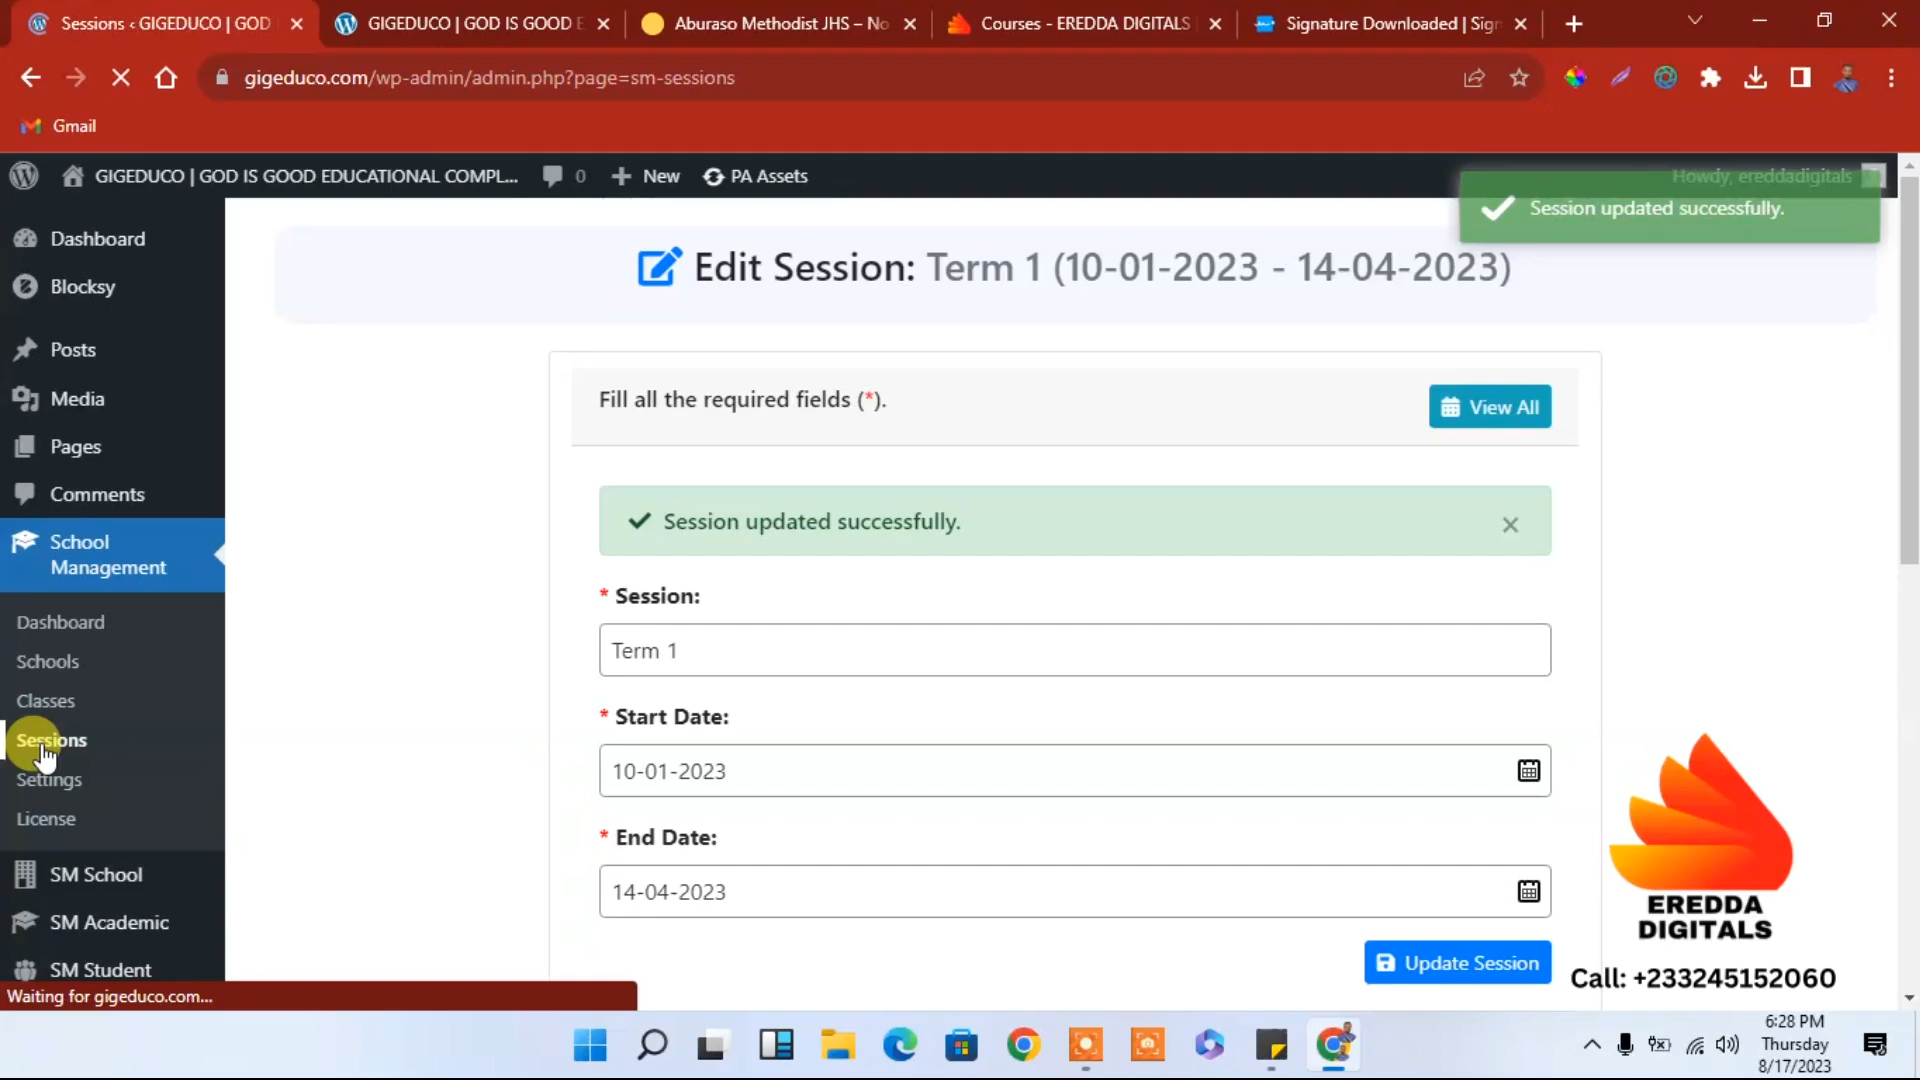 Sessions ‹ GIGEDUCO | GOD
GIGEDUCO | GOD IS GOOD E
Aburaso Methodist JHS – No
Courses - EREDDA DIGITALS
Signature Downloaded | Sig
gigeduco.com/wp-admin/admin.php?page=sm-sessions
Gmail
GIGEDUCO | GOD IS GOOD EDUCATIONAL COMPL...
0
New
PA Assets
Howdy, ereddadigitals
Session updated successfully.
Dashboard
Blocksy
Posts
Media
Pages
Comments
School
Management
Dashboard
Schools
Classes
Sessions
Settings
License
SM School
SM Academic
SM Student
Waiting for gigeduco.com...
Edit Session: Term 1 (10-01-2023 - 14-04-2023)
Fill all the required fields (*).
View All
Session updated successfully.
* Session:
Term 1
* Start Date:
10-01-2023
* End Date:
14-04-2023
Update Session
EREDDA
DIGITALS
Call: +233245152060
6:28 PM
Thursday
8/17/2023